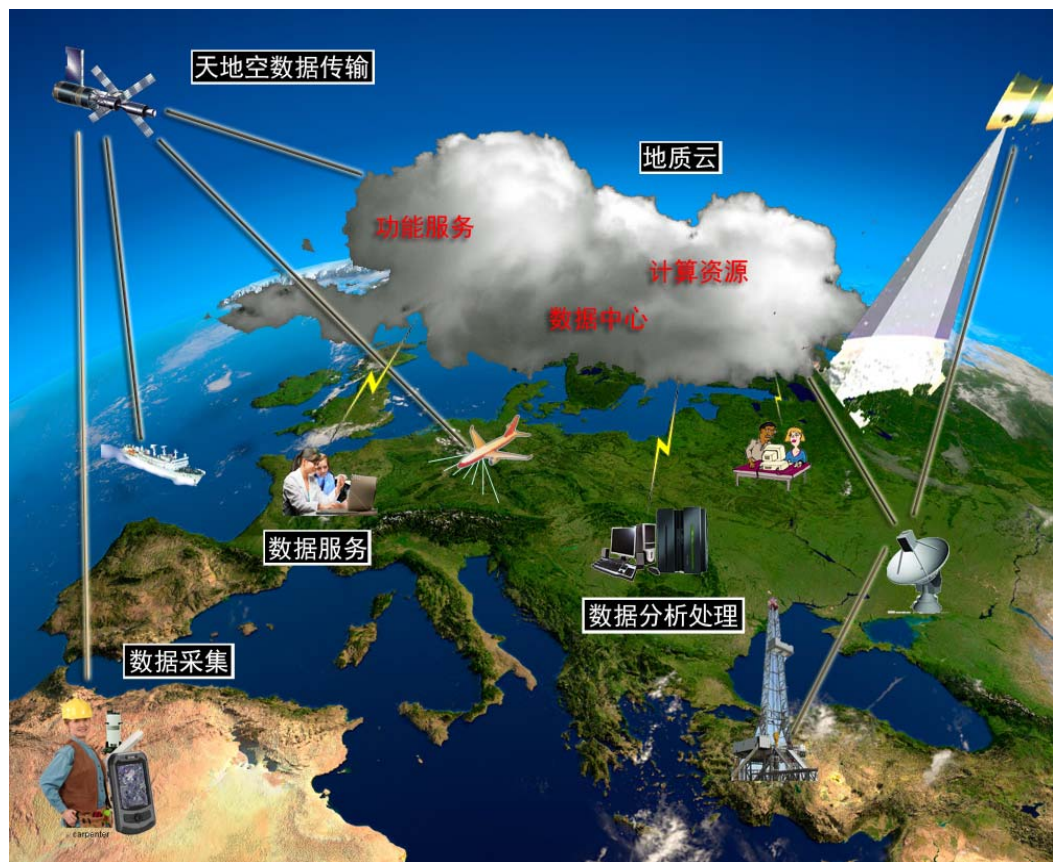 天地空数据传输
地质云
功能服务
计算资源
数据中心
数据服务
数据分析处理
数据采集
carpenter